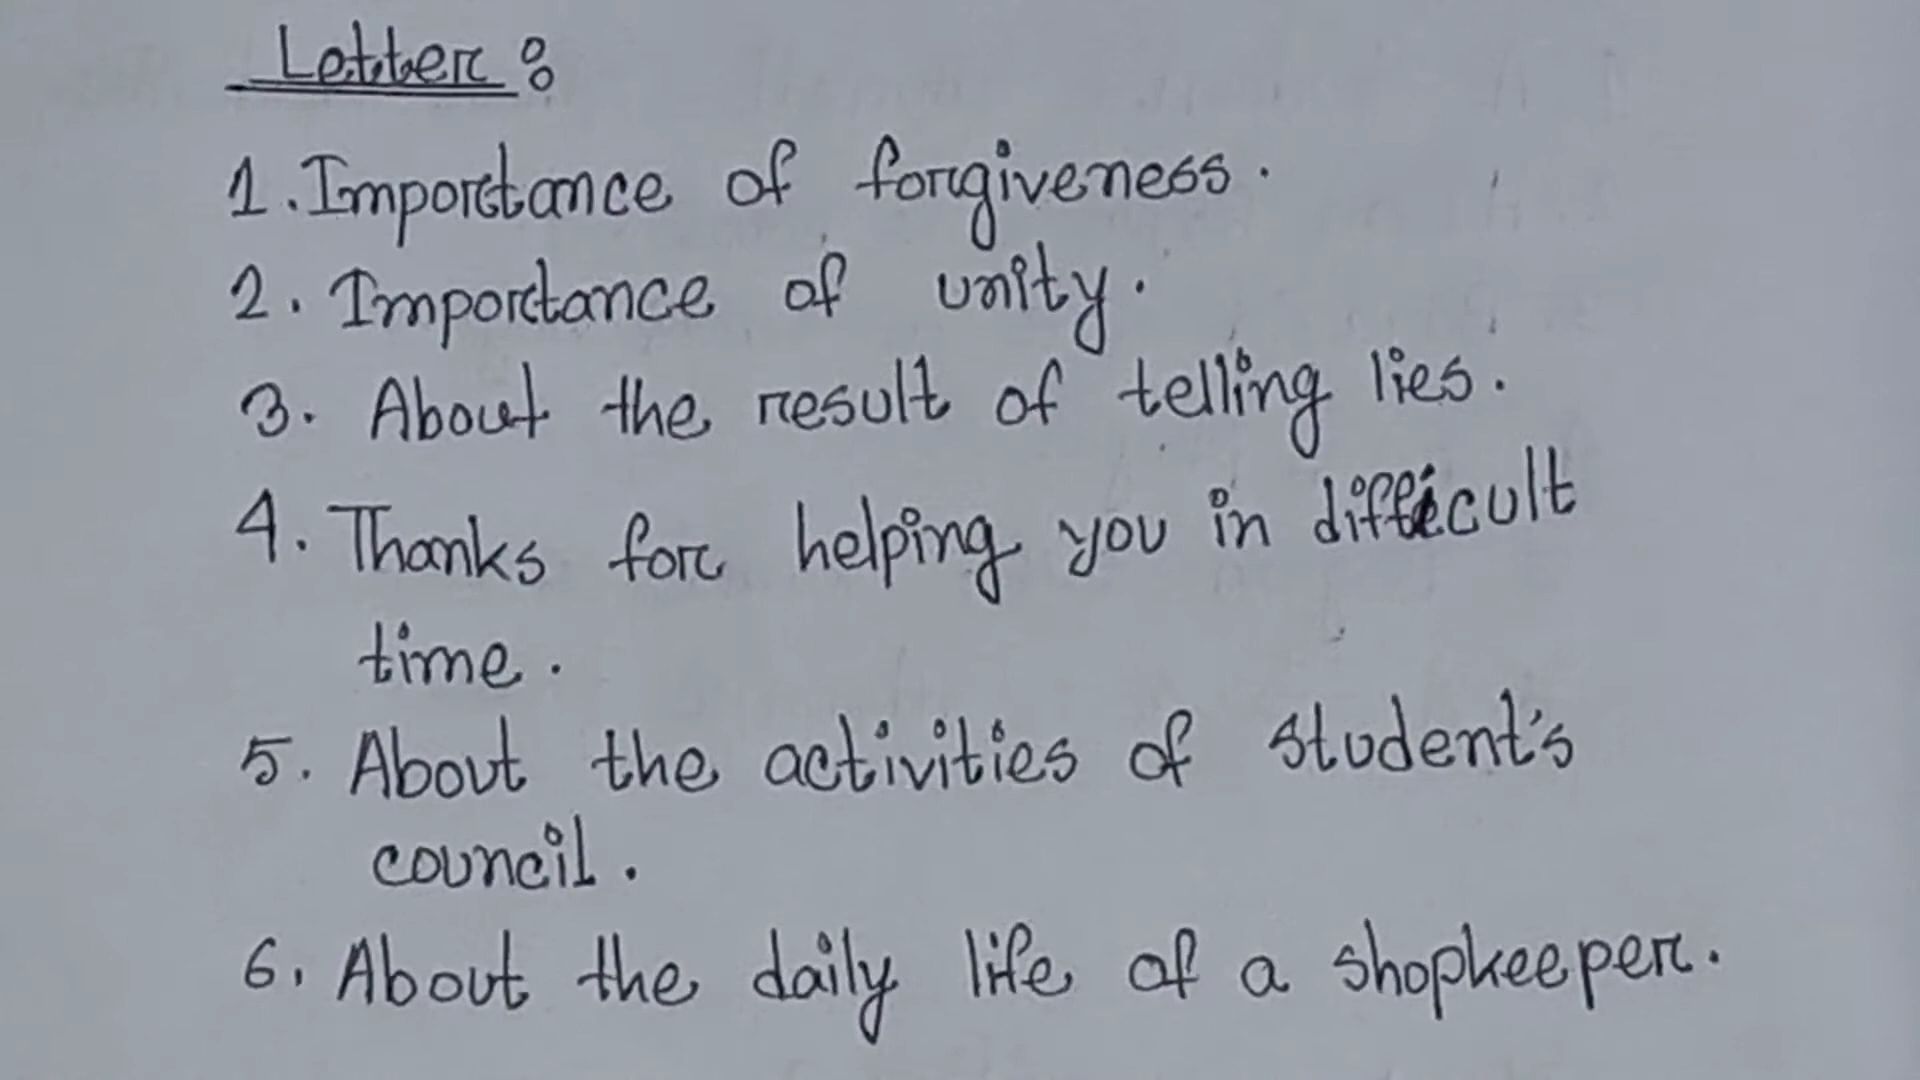 Letter :
1. Importance of forgiveness.
2. Importance of unity.
3. About the result of telling lies.
4. Thanks for helping you in difficult
time.
5. About the activities of student's
council.
6. About the daily life of a shopkeeper.